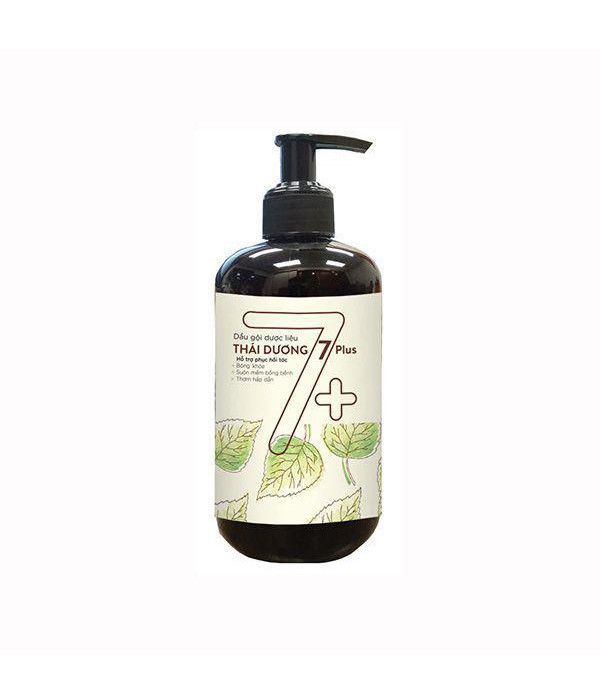 Dầu gội dược liệu
THÁI DƯƠNG 7 Plus
Hỗ trợ phục hồi tóc
- Bóng khỏe
- Suôn mềm bồng bềnh
- Thơm hấp dẫn
7+